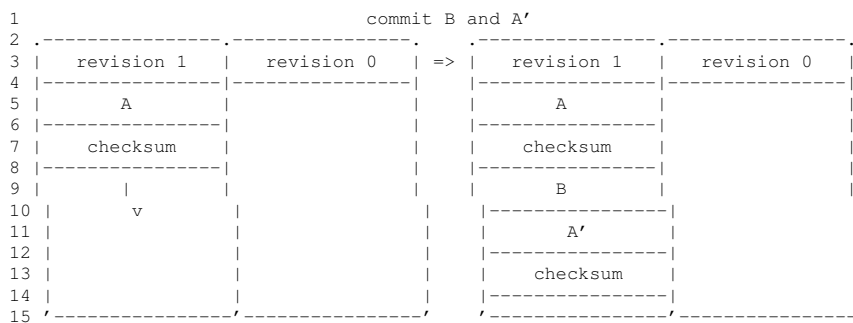 1                             commit B and A’
2 .----------------.----------------.    .----------------.----------------.
3 |   revision 1   |   revision 0   | => |   revision 1   |   revision 0   |
4 |----------------|----------------|    |----------------|----------------|
5 |       A        |                |    |       A        |                |
6 |----------------|                |    |----------------|                |
7 |    checksum    |                |    |    checksum    |                |
8 |----------------|                |    |----------------|                |
9 |       |        |                |    |       B        |                |
10 |       v        |                |    |----------------|
11 |                |                |    |       A’       |
12 |                |                |    |----------------|
13 |                |                |    |    checksum    |
14 |                |                |    |----------------|
15 ’----------------’----------------’    ’----------------’----------------